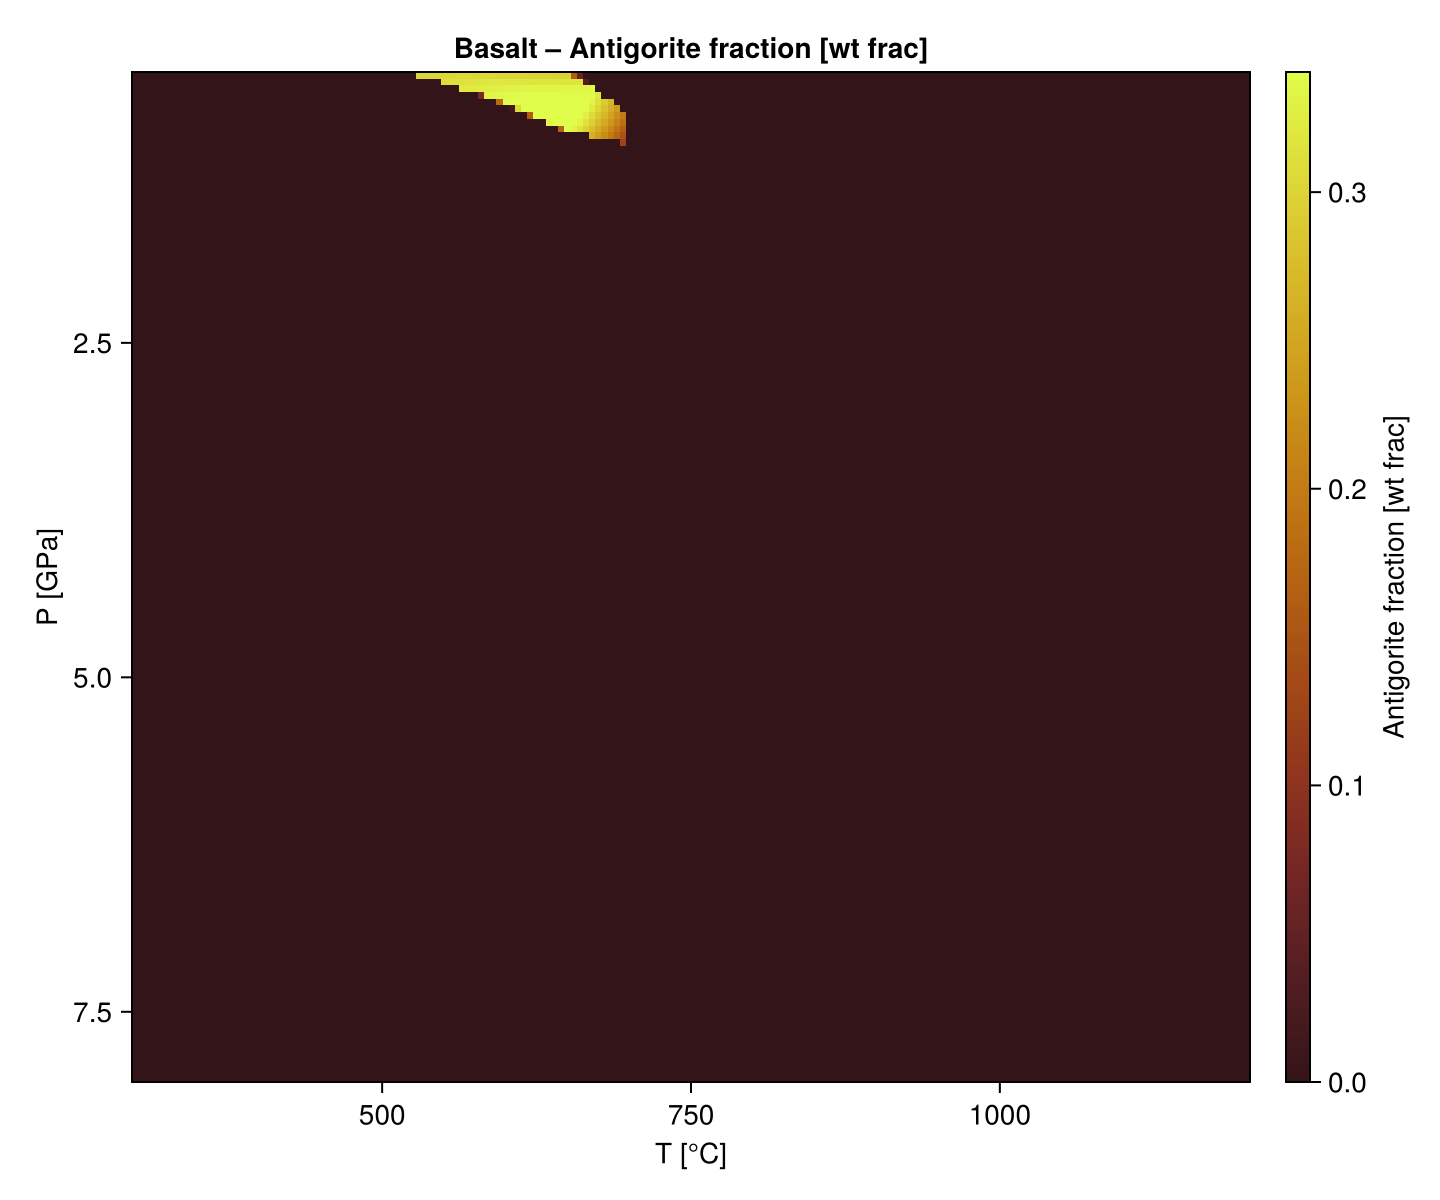 Basalt – Antigorite fraction [wt frac]
2.5
5.0
7.5
P [GPa]
500
750
1000
T [°C]
0.3
0.2
0.1
0.0
Antigorite fraction [wt frac]